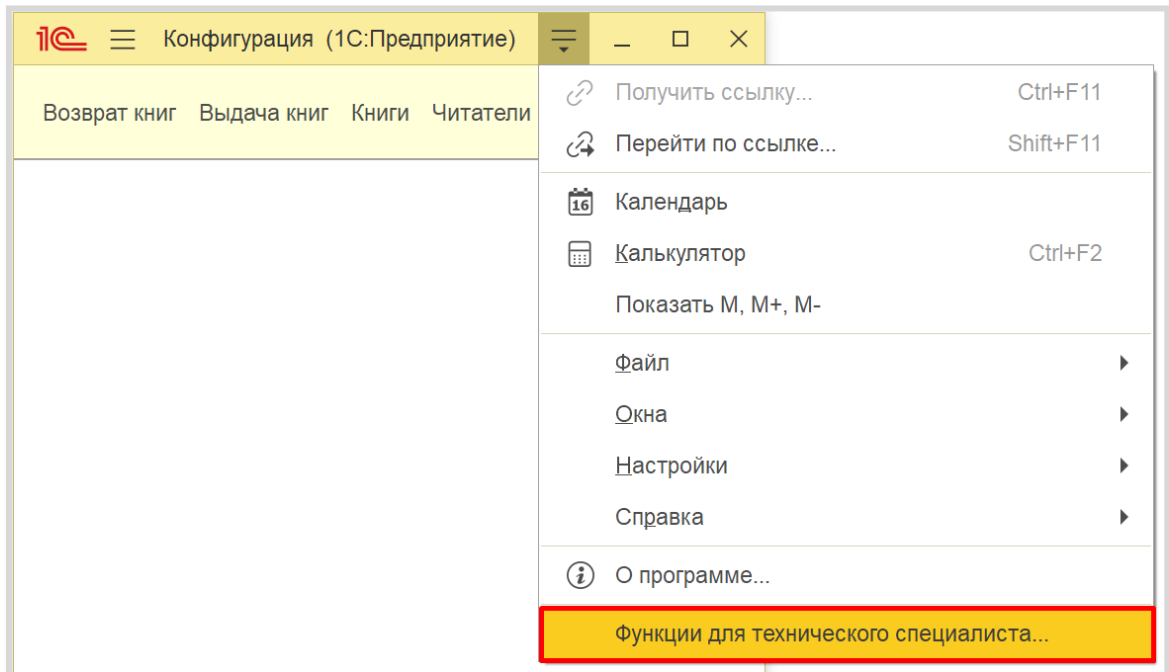 1С Конфигурация (1С:Предприятие)
Возврат книг Выдача книг Книги Читатели
Получить ссылку... Ctrl+F11
Перейти по ссылке... Shift+F11
16 Календарь
Калькулятор Ctrl+F2
Показать M, M+, M-
Файл
Окна
Настройки
Справка
i О программе...
Функции для технического специалиста...